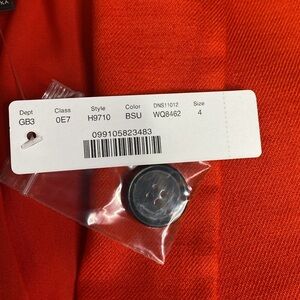 Dept Class Style Color DNS11012 Size
GB3 0E7 H9710 BSU WQ8462 4
099105823483